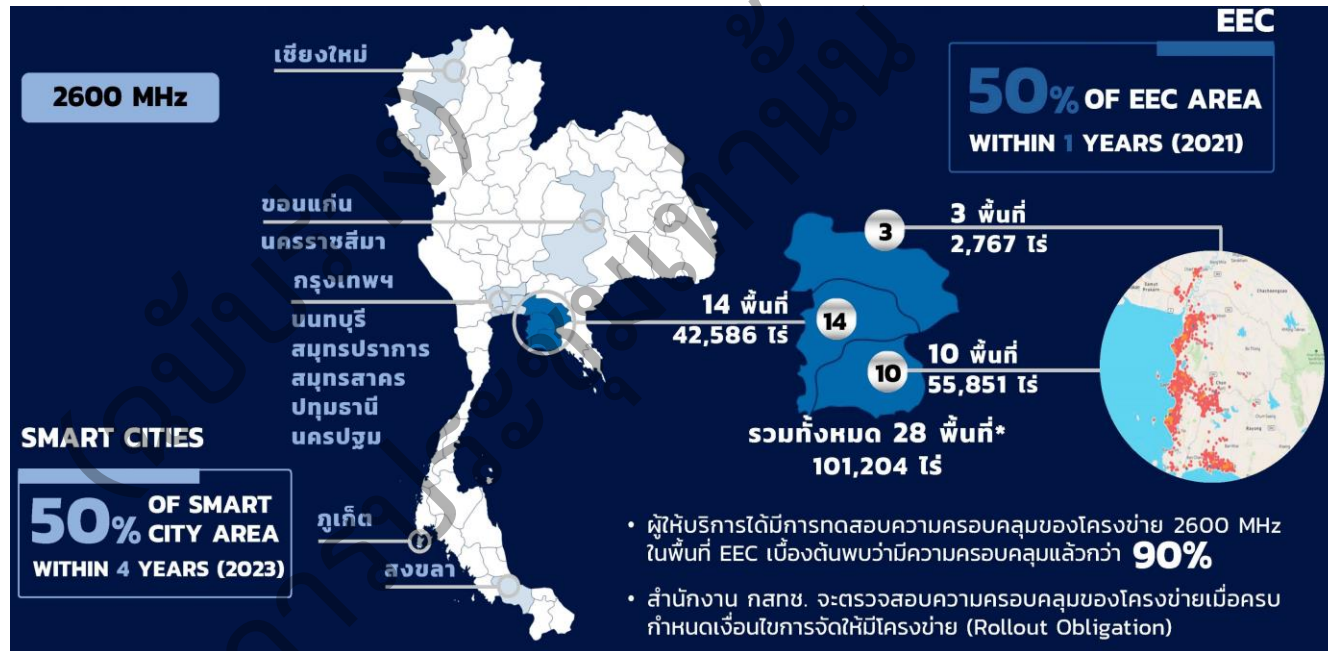 2600 MHz
เชียงใหม่
ขอนแก่น
นครราชสีมา
กรุงเทพฯ
นนทบุรี
สมุทรปราการ
สมุทรสาคร
ปทุมธานี
นครปฐม
SMART CITIES
50% OF SMART
CITY AREA
WITHIN 4 YEARS (2023)
ภูเก็ต
สงขลา
EEC
50% OF EEC AREA
WITHIN 1 YEARS (2021)
3
3 พื้นที่
2,767 ไร่
14 พื้นที่
42,586 ไร่
14
10
10 พื้นที่
55,851 ไร่
รวมทั้งหมด 28 พื้นที่*
101,204 ไร่
• ผู้ให้บริการได้มีการทดสอบความครอบคลุมของโครงข่าย 2600 MHz
ในพื้นที่ EEC เบื้องต้นพบว่ามีความครอบคลุมแล้วกว่า 90%
• สำนักงาน กสทช. จะตรวจสอบความครอบคลุมของโครงข่ายเมื่อครบ
กำหนดเงื่อนไขการจัดให้มีโครงข่าย (Rollout Obligation)